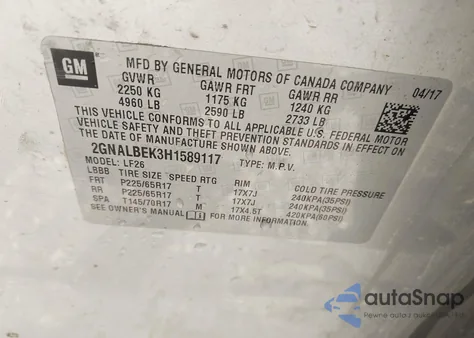 GM
MFD BY GENERAL MOTORS OF CANADA COMPANY
04/17
GVWR GAWR FRT GAWR RR
2250 KG 1175 KG 1240 KG
4960 LB 2590 LB 2733 LB
THIS VEHICLE CONFORMS TO ALL APPLICABLE U.S. FEDERAL MOTOR
VEHICLE SAFETY AND THEFT PREVENTION STANDARDS IN EFFECT ON
THE DATE OF MANUFACTURE SHOWN ABOVE.
2GNALBEK3H1589117 TYPE: M.P.V.
MODEL: LF26
LBBB TIRE SIZE SPEED RTG RIM COLD TIRE PRESSURE
FRT P225/65R17 T 17X7J 240KPA(35PSI)
RR P225/65R17 T 17X7J 240KPA(35PSI)
SPA T145/70R17 M 17X4.5T 420KPA(60PSI)
SEE OWNER'S MANUAL FOR MORE INFORMATION.
autoSnap
Pewne auta z